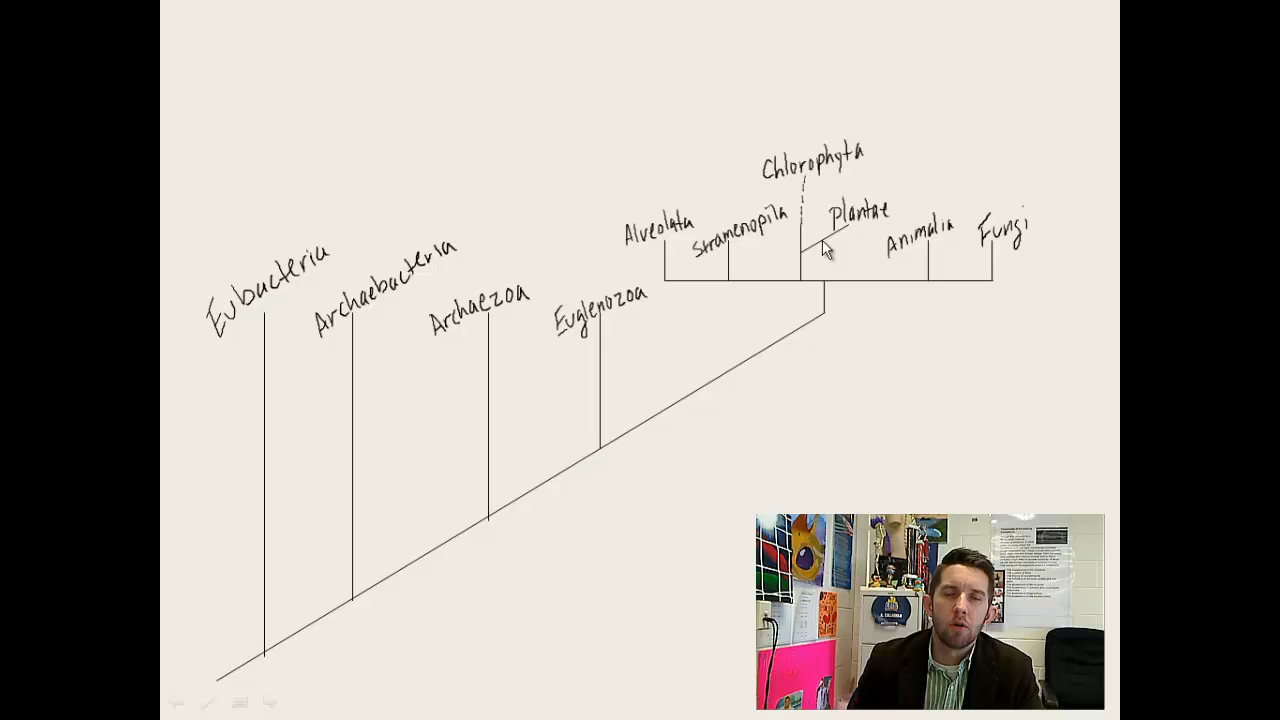 Chlorophyta
Plantae
Stramenopila
Alveolata
Animalia
Fungi
Eubacteria
Archaebacteria
Archaezoa
Euglenozoa